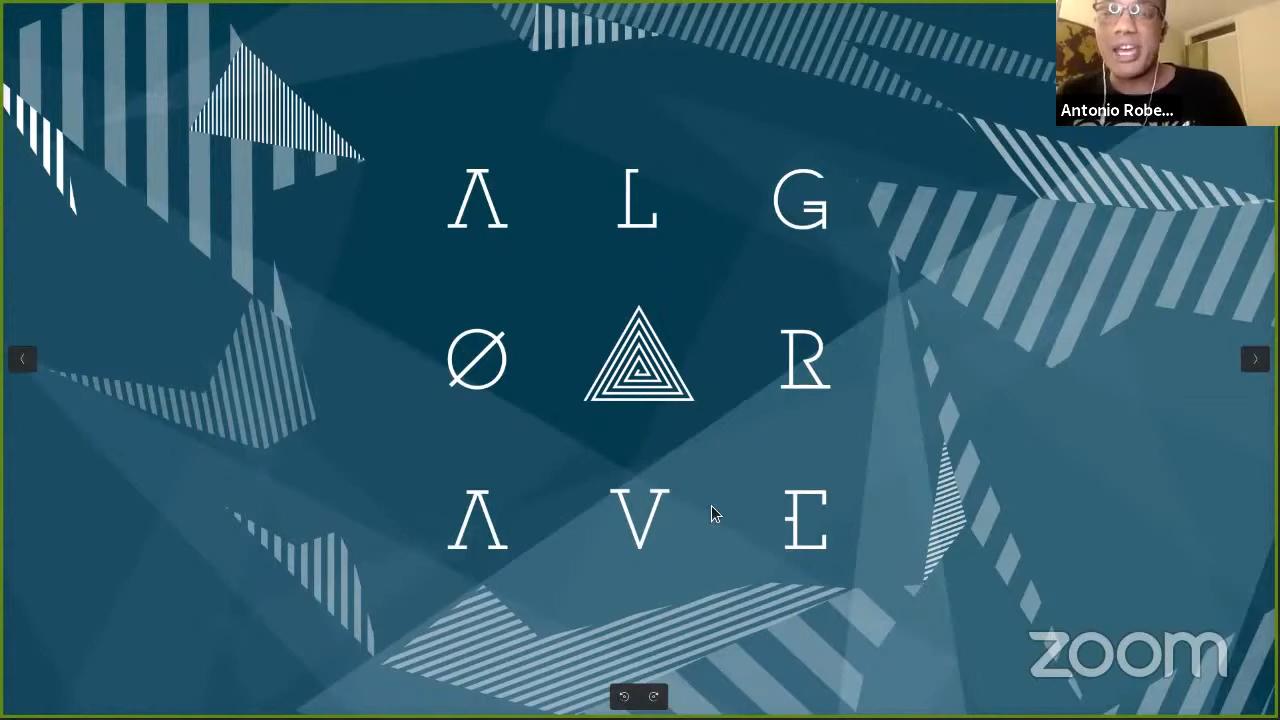 Antonio Robe...
Λ L G
Ø R
Λ V E
zoom